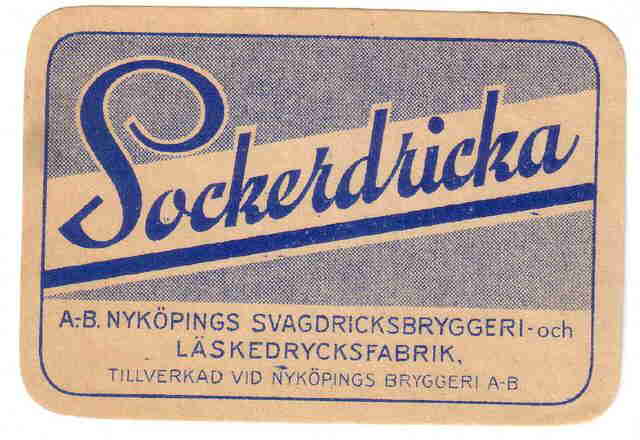 Sockerdricka
A.-B. NYKÖPINGS SVAGDRICKSBRYGGERI-och
LÄSKEDRYCKSFABRIK.
TILLVERKAD VID NYKÖPINGS BRYGGERI A-B